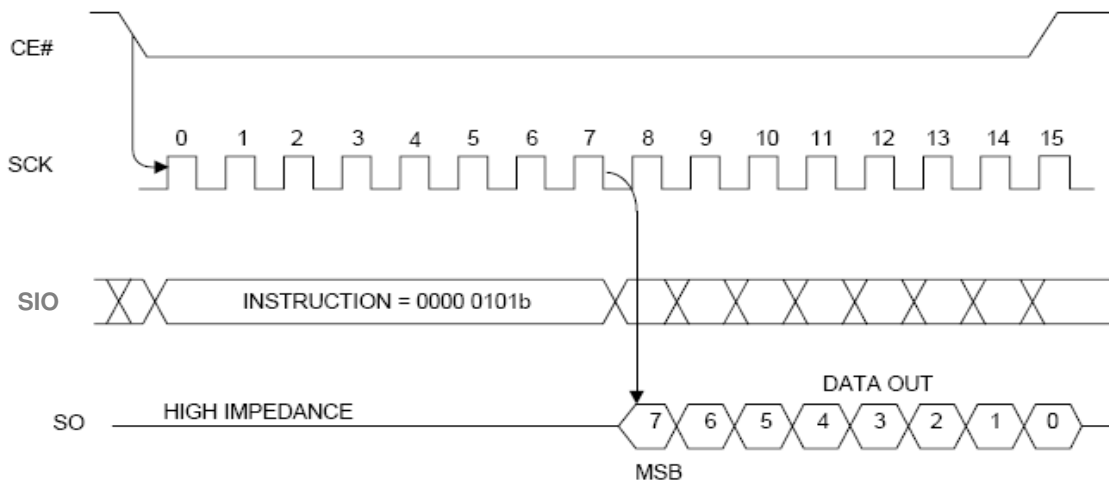 CE#
0 1 2 3 4 5 6 7 8 9 10 11 12 13 14 15
SCK
SIO
INSTRUCTION = 0000 0101b
DATA OUT
HIGH IMPEDANCE
SO
7 6 5 4 3 2 1 0
MSB